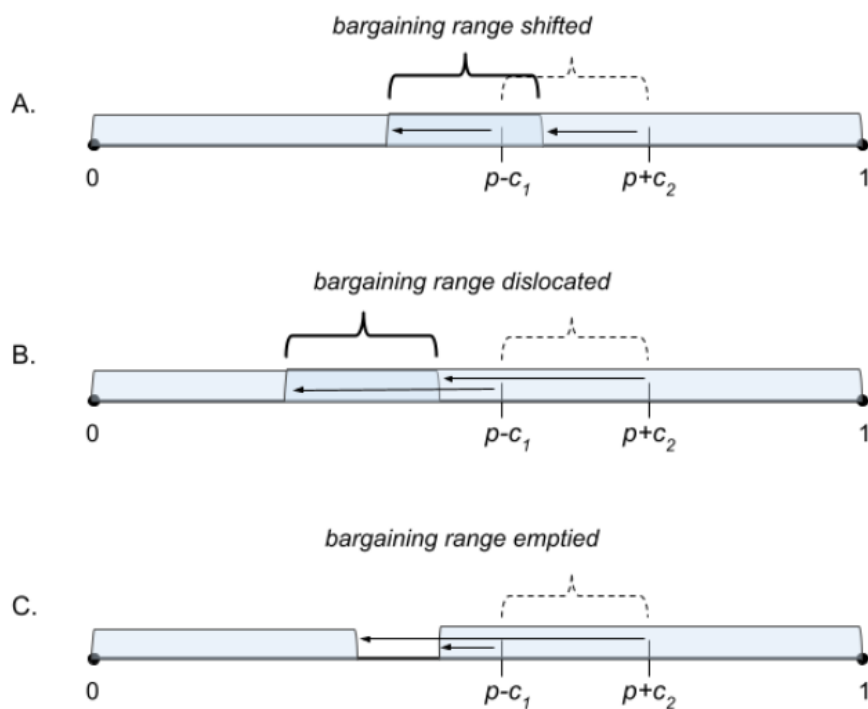 bargaining range shifted
A.
0
p-c₁
p+c₂
1
bargaining range dislocated
B.
0
p-c₁
p+c₂
1
bargaining range emptied
C.
0
p-c₁
p+c₂
1